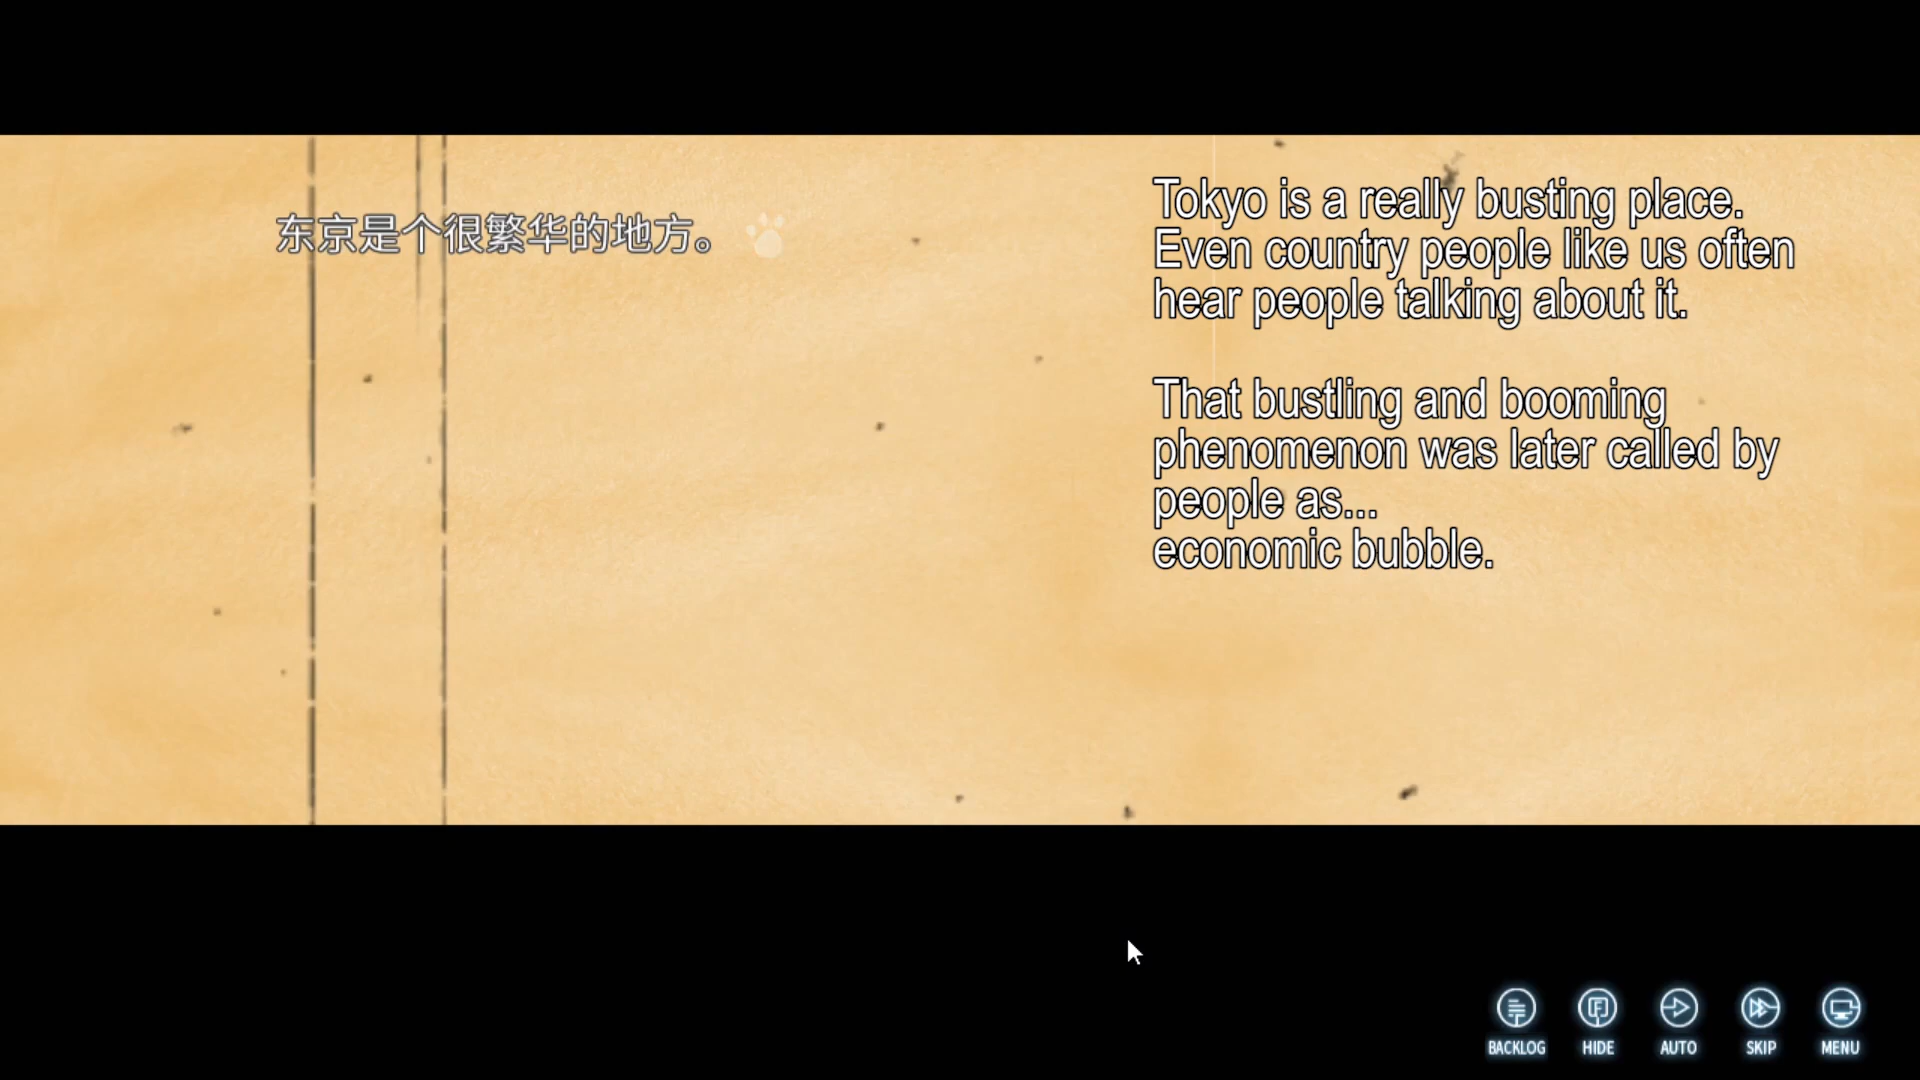 东京是个很繁华的地方。
Tokyo is a really busting place.
Even country people like us often
hear people talking about it.
That bustling and booming
phenomenon was later called by
people as...
economic bubble.
BACKLOG HIDE AUTO SKIP MENU